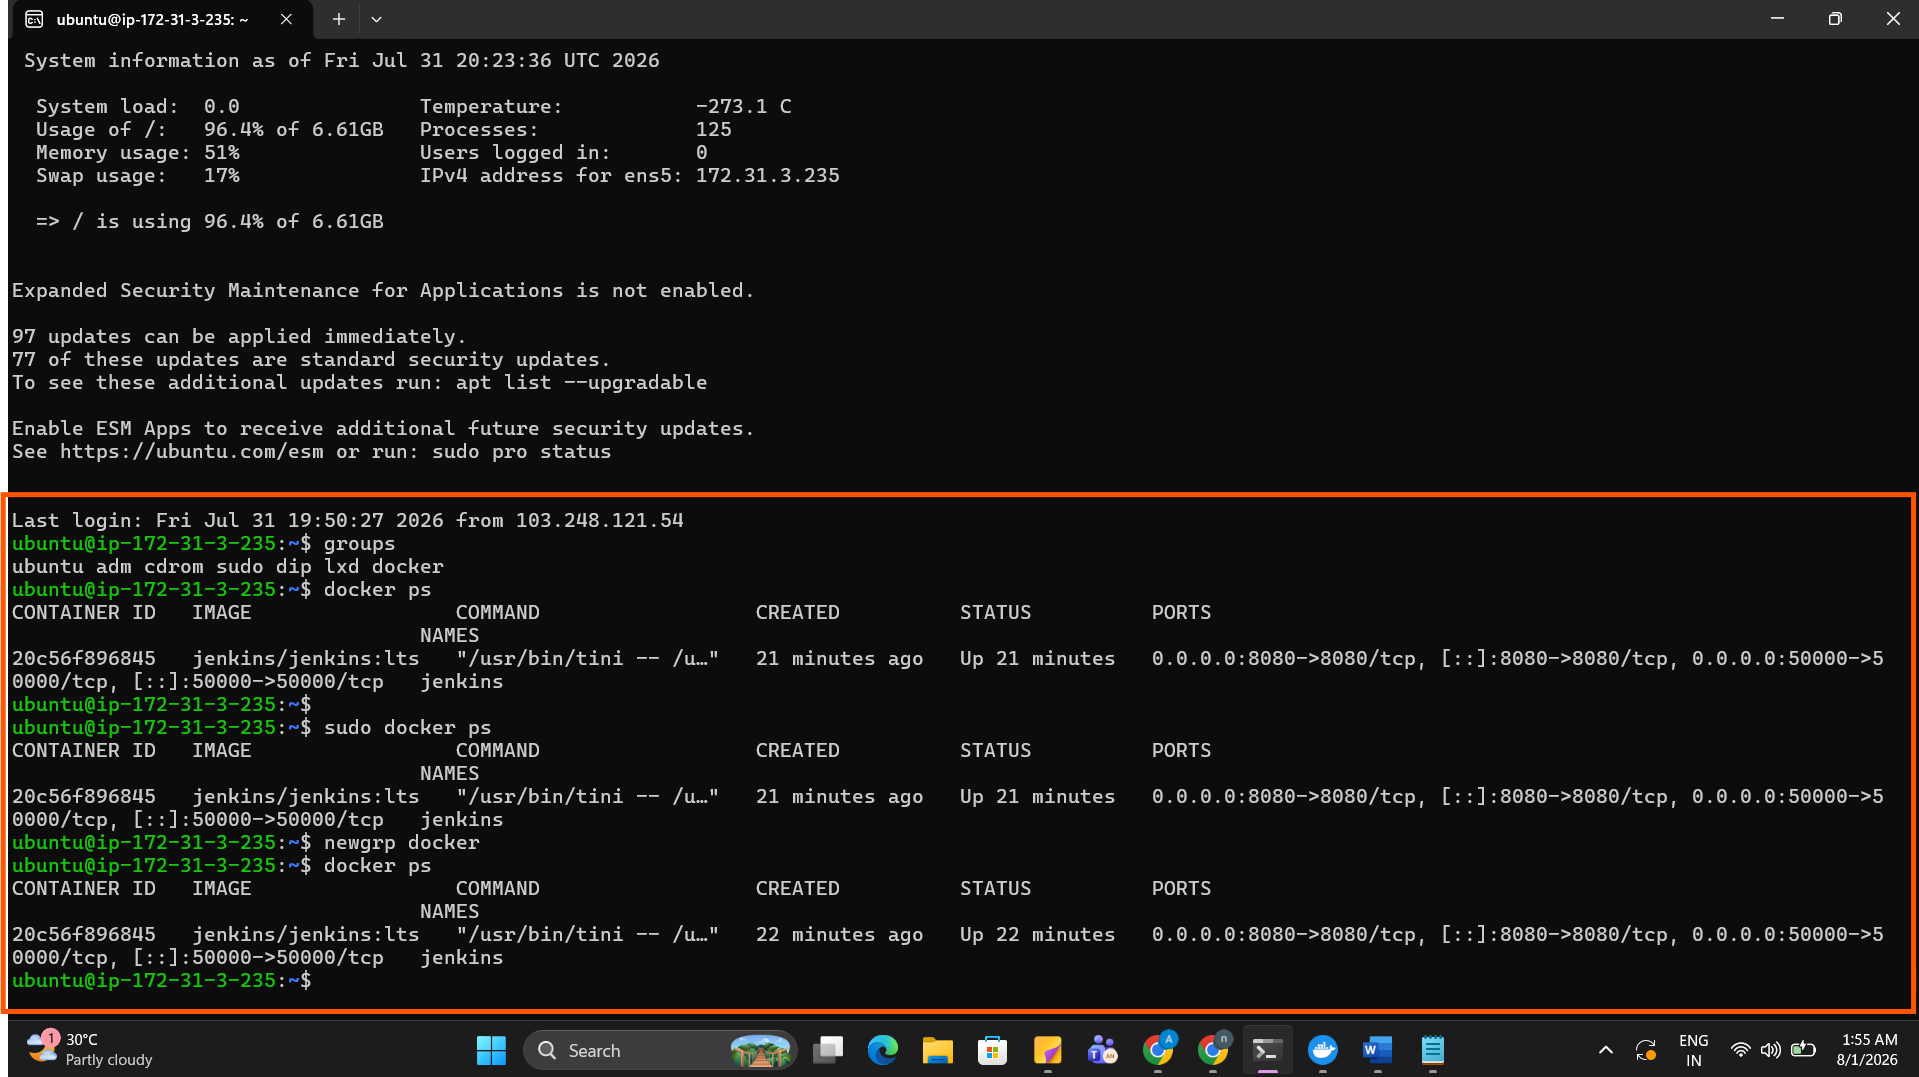 ubuntu@ip-172-31-3-235: ~
System information as of Fri Jul 31 20:23:36 UTC 2026
System load:  0.0               Temperature:           -273.1 C
Usage of /:   96.4% of 6.61GB   Processes:             125
Memory usage: 51%               Users logged in:       0
Swap usage:   17%               IPv4 address for ens5: 172.31.3.235
=> / is using 96.4% of 6.61GB
Expanded Security Maintenance for Applications is not enabled.
97 updates can be applied immediately.
77 of these updates are standard security updates.
To see these additional updates run: apt list --upgradable
Enable ESM Apps to receive additional future security updates.
See https://ubuntu.com/esm or run: sudo pro status
Last login: Fri Jul 31 19:50:27 2026 from 103.248.121.54
ubuntu@ip-172-31-3-235:~$ groups
ubuntu adm cdrom sudo dip lxd docker
ubuntu@ip-172-31-3-235:~$ docker ps
CONTAINER ID   IMAGE                 COMMAND                  CREATED          STATUS          PORTS
NAMES
20c56f896845   jenkins/jenkins:lts   "/usr/bin/tini -- /u…"   21 minutes ago   Up 21 minutes   0.0.0.0:8080->8080/tcp, [::]:8080->8080/tcp, 0.0.0.0:50000->5
0000/tcp, [::]:50000->50000/tcp   jenkins
ubuntu@ip-172-31-3-235:~$
ubuntu@ip-172-31-3-235:~$ sudo docker ps
CONTAINER ID   IMAGE                 COMMAND                  CREATED          STATUS          PORTS
NAMES
20c56f896845   jenkins/jenkins:lts   "/usr/bin/tini -- /u…"   21 minutes ago   Up 21 minutes   0.0.0.0:8080->8080/tcp, [::]:8080->8080/tcp, 0.0.0.0:50000->5
0000/tcp, [::]:50000->50000/tcp   jenkins
ubuntu@ip-172-31-3-235:~$ newgrp docker
ubuntu@ip-172-31-3-235:~$ docker ps
CONTAINER ID   IMAGE                 COMMAND                  CREATED          STATUS          PORTS
NAMES
20c56f896845   jenkins/jenkins:lts   "/usr/bin/tini -- /u…"   22 minutes ago   Up 22 minutes   0.0.0.0:8080->8080/tcp, [::]:8080->8080/tcp, 0.0.0.0:50000->5
0000/tcp, [::]:50000->50000/tcp   jenkins
ubuntu@ip-172-31-3-235:~$
1
30°C
Partly cloudy
Search
ENG
IN
1:55 AM
8/1/2026